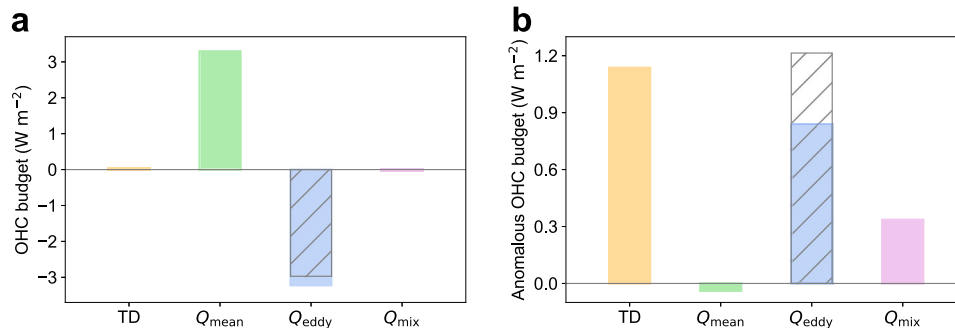 a
OHC budget (W m⁻²)
3
2
1
0
−1
−2
−3
TD
Q_mean
Q_eddy
Q_mix
b
Anomalous OHC budget (W m⁻²)
1.2
0.9
0.6
0.3
0.0
TD
Q_mean
Q_eddy
Q_mix